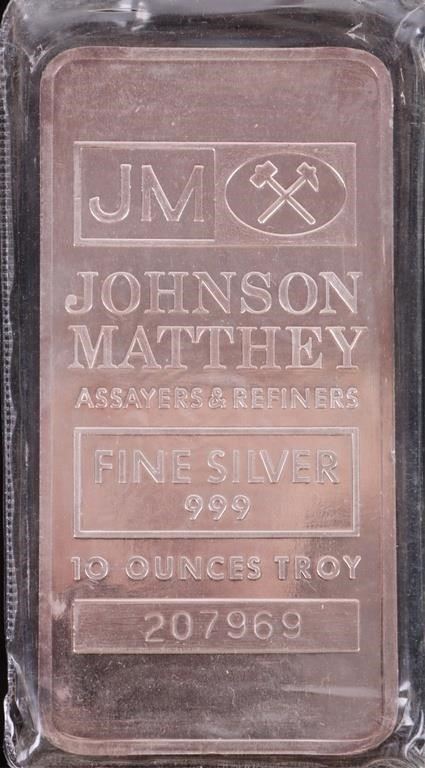 JM
JOHNSON
MATTHEY
ASSAYERS & REFINERS
FINE SILVER
999
10 OUNCES TROY
207969